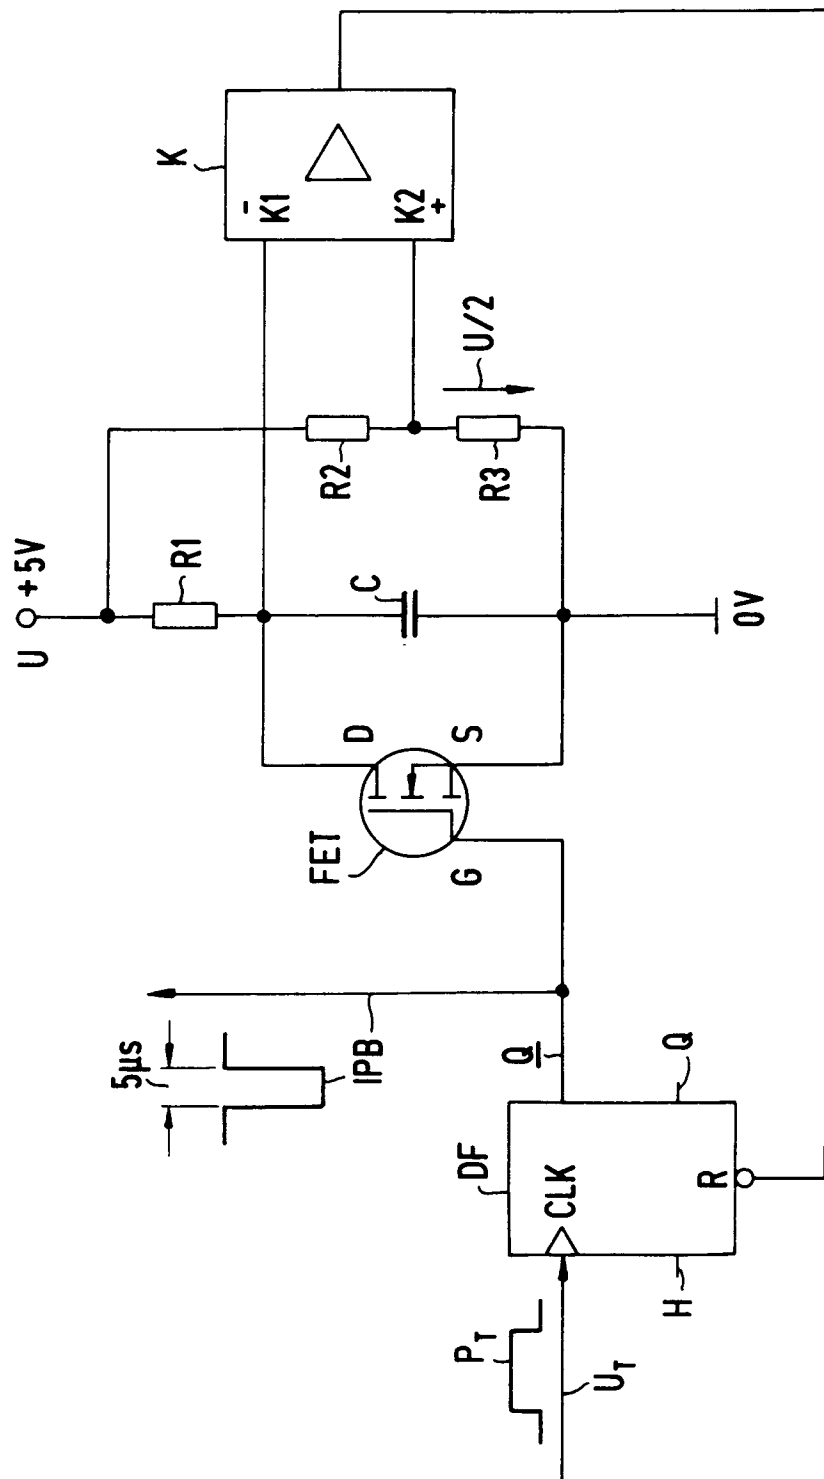 P_T
U_T
H
CLK
DF
R
Q
Q
5µs
IPB
FET
G
D
S
U
+5V
R1
C
0V
R2
R3
U/2
K
−
K1
K2
+